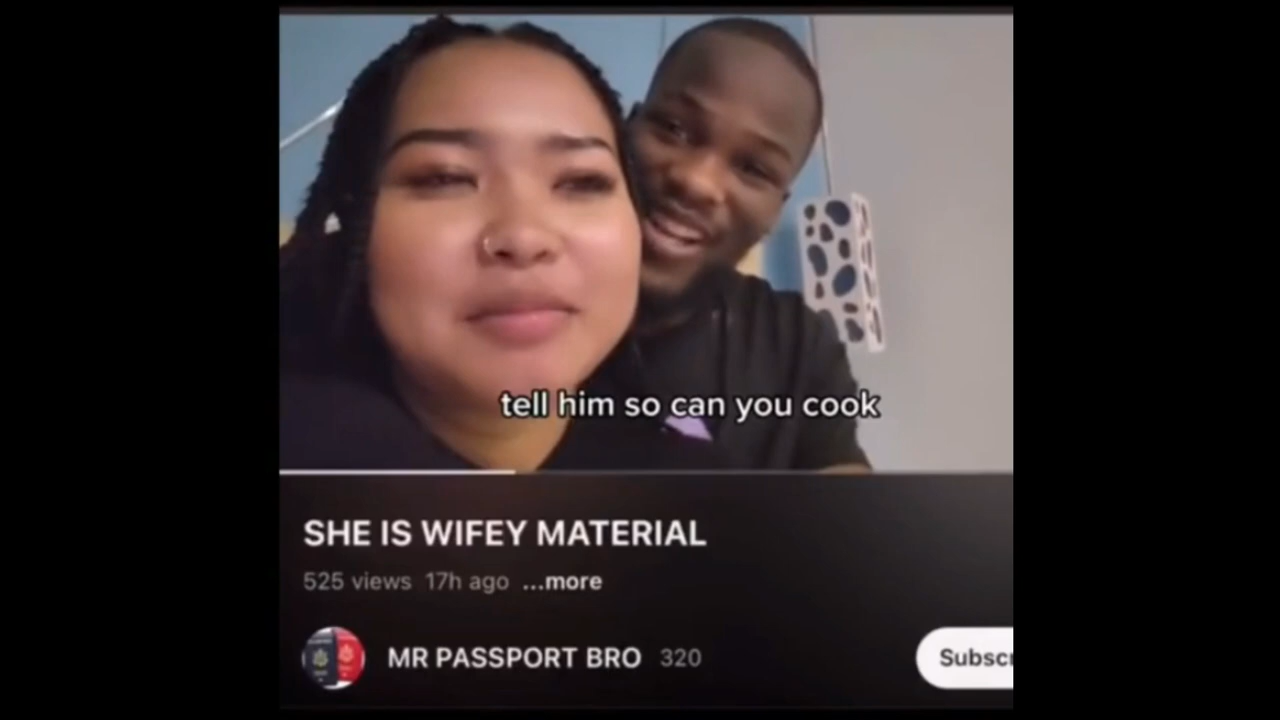 tell him so can you cook
SHE IS WIFEY MATERIAL
525 views 17h ago ...more
MR PASSPORT BRO 320
Subscr